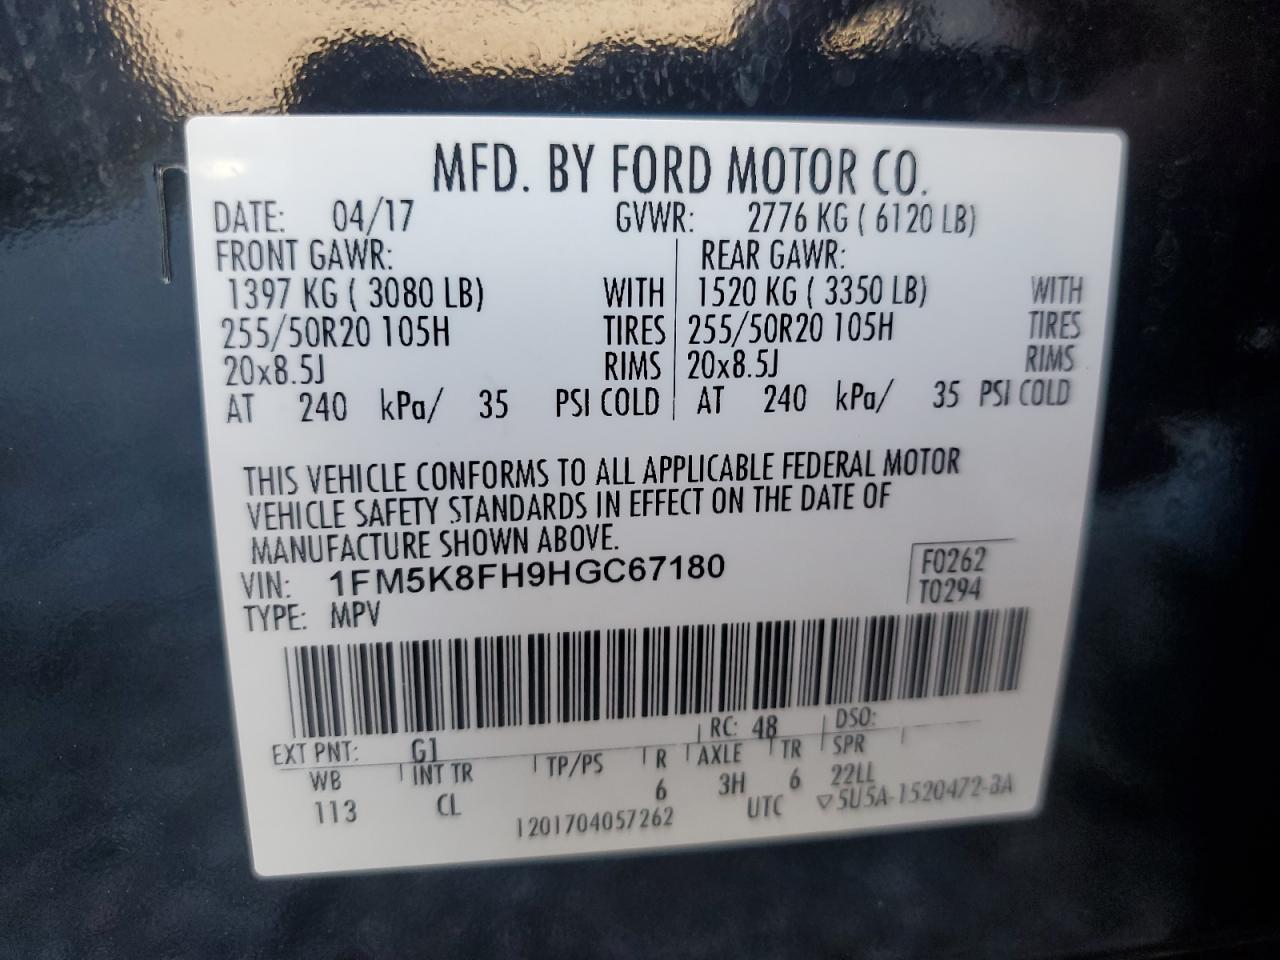 MFD. BY FORD MOTOR CO.
DATE: 04/17 GVWR: 2776 KG ( 6120 LB)
FRONT GAWR: REAR GAWR:
1397 KG ( 3080 LB) WITH 1520 KG ( 3350 LB) WITH
255/50R20 105H TIRES 255/50R20 105H TIRES
20x8.5J RIMS 20x8.5J RIMS
AT 240 kPa/ 35 PSI COLD AT 240 kPa/ 35 PSI COLD
THIS VEHICLE CONFORMS TO ALL APPLICABLE FEDERAL MOTOR
VEHICLE SAFETY STANDARDS IN EFFECT ON THE DATE OF
MANUFACTURE SHOWN ABOVE.
VIN: 1FM5K8FH9HGC67180 F0262
TYPE: MPV T0294
EXT PNT: G1 RC: 48 DSO:
WB INT TR TP/PS R AXLE TR SPR
113 CL 6 3H 6 22LL
1201704057262 UTC ▽5U5A-1520472-BA